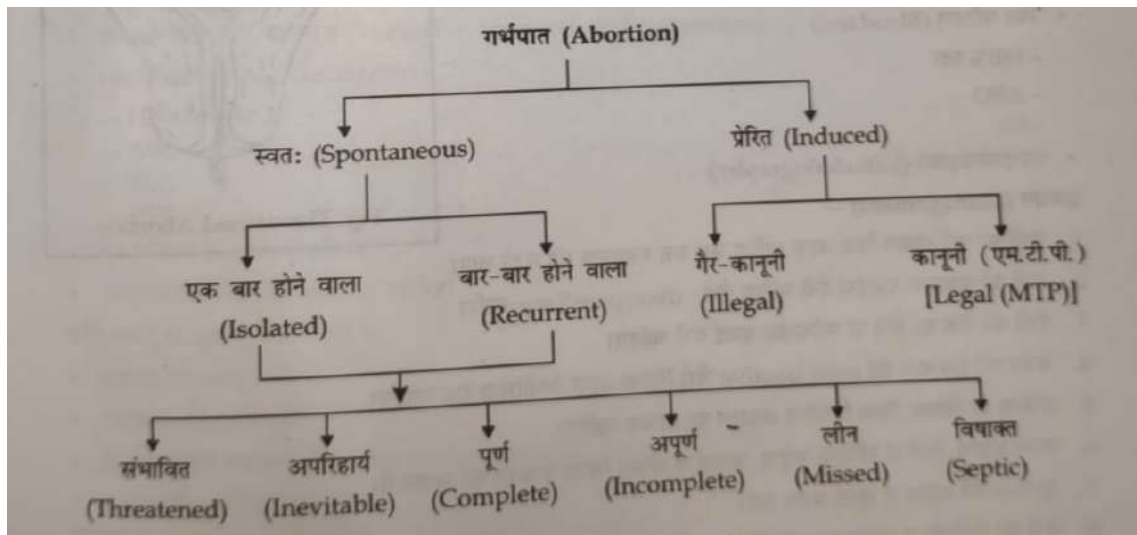 गर्भपात (Abortion)
स्वतः (Spontaneous)
प्रेरित (Induced)
एक बार होने वाला
(Isolated)
बार-बार होने वाला
(Recurrent)
गैर-कानूनी
(Illegal)
कानूनी (एम.टी.पी.)
[Legal (MTP)]
संभावित
(Threatened)
अपरिहार्य
(Inevitable)
पूर्ण
(Complete)
अपूर्ण
(Incomplete)
लीन
(Missed)
विषाक्त
(Septic)